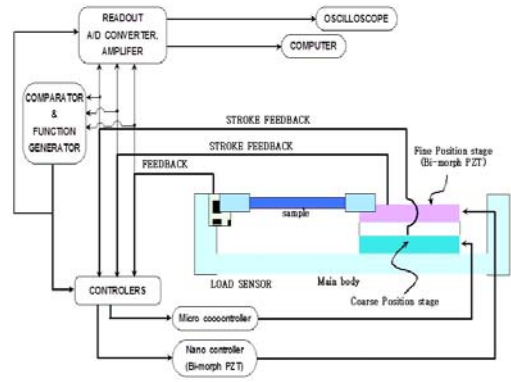 READOUT
A/D CONVERTER,
AMPLIFER
OSCILLOSCOPE
COMPUTER
COMPARATOR
&
FUNCTION
GENERATOR
STROKE FEEDBACK
STROKE FEEDBACK
FEEDBACK
Fine Position stage
(Bi-morph PZT)
sample
LOAD SENSOR
Main body
Coarse Position stage
CONTROLERS
Micro cocontroller
Nano controller
(Bi-morph PZT)